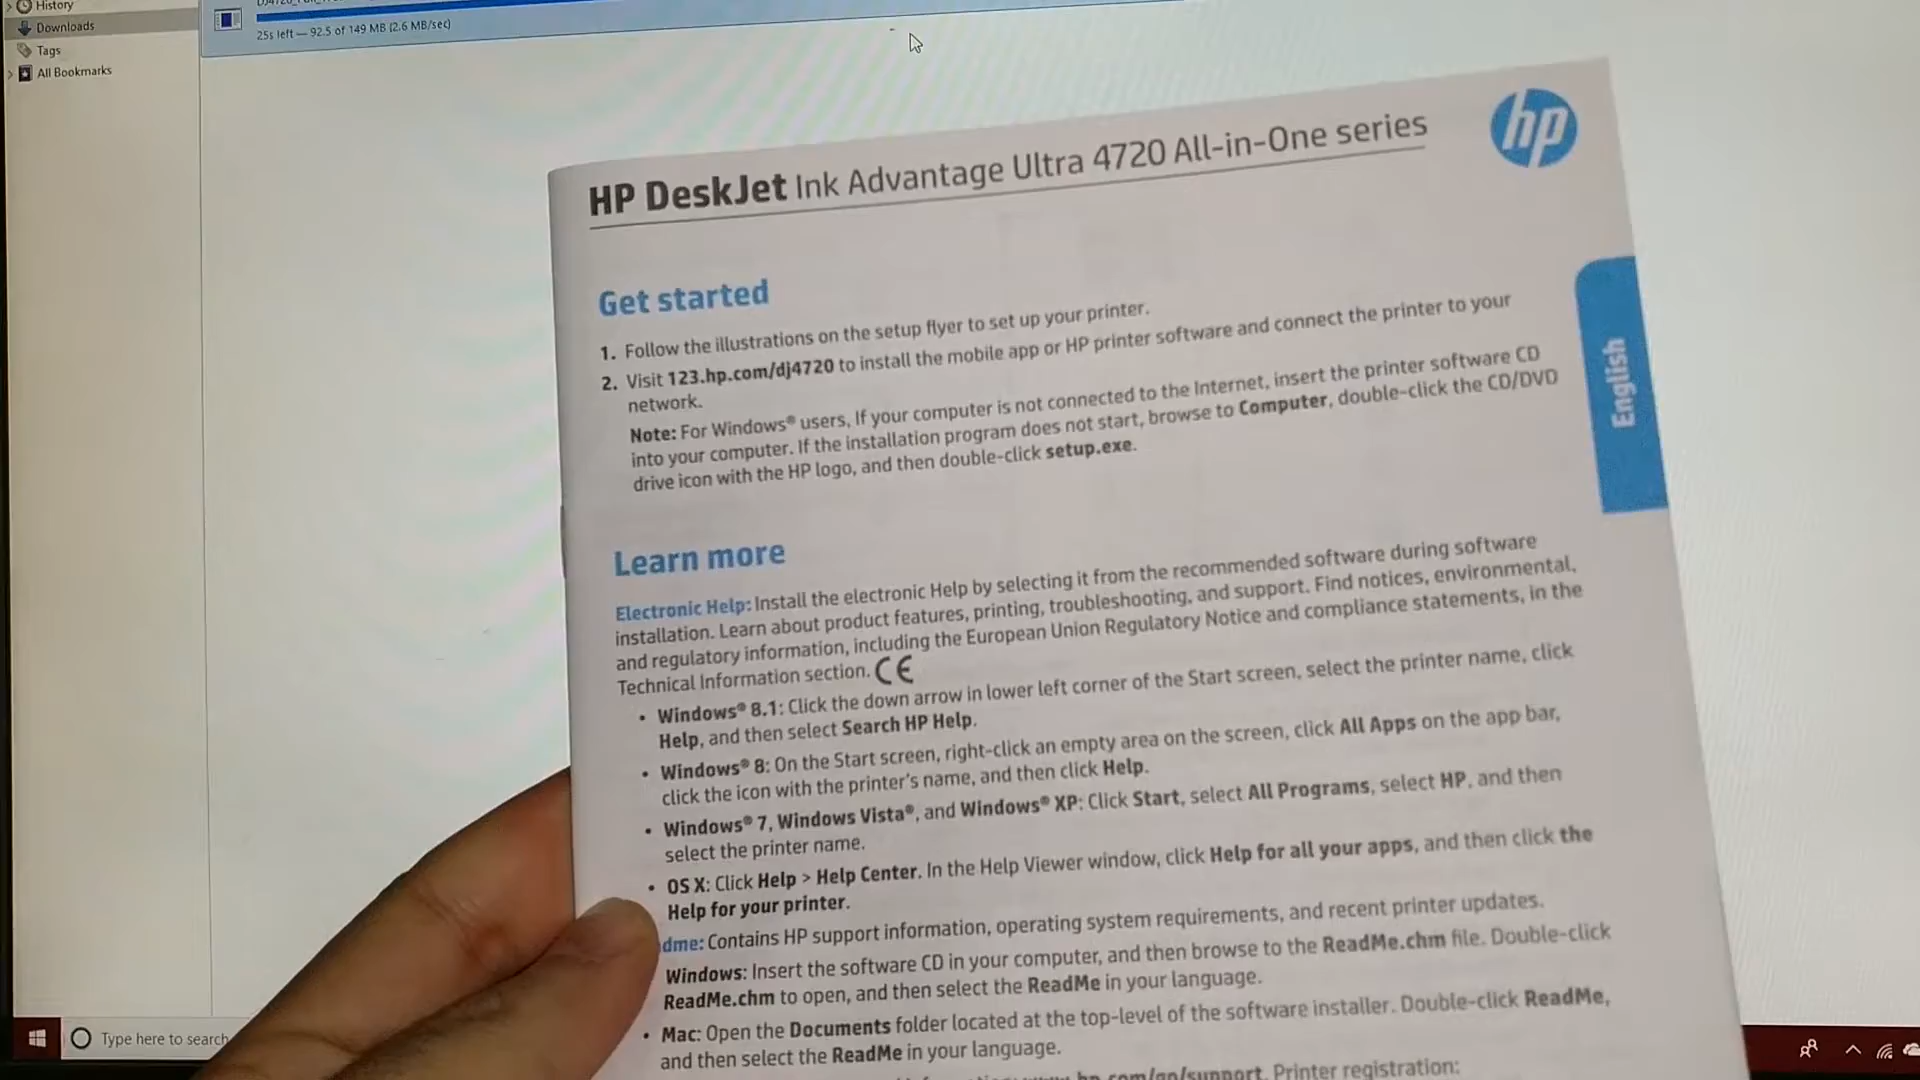 History
Downloads
Tags
All Bookmarks
25s left — 92.5 of 149 MB (2.6 MB/sec)
HP DeskJet Ink Advantage Ultra 4720 All-in-One series
hp
English
Get started
1. Follow the illustrations on the setup flyer to set up your printer.
2. Visit 123.hp.com/dj4720 to install the mobile app or HP printer software and connect the printer to your
network.
Note: For Windows® users, If your computer is not connected to the Internet, insert the printer software CD
into your computer. If the installation program does not start, browse to Computer, double-click the CD/DVD
drive icon with the HP logo, and then double-click setup.exe.
Learn more
Electronic Help: Install the electronic Help by selecting it from the recommended software during software
installation. Learn about product features, printing, troubleshooting, and support. Find notices, environmental,
and regulatory information, including the European Union Regulatory Notice and compliance statements, in the
Technical Information section. CE
• Windows® 8.1: Click the down arrow in lower left corner of the Start screen, select the printer name, click
Help, and then select Search HP Help.
• Windows® 8: On the Start screen, right-click an empty area on the screen, click All Apps on the app bar,
click the icon with the printer's name, and then click Help.
• Windows® 7, Windows Vista®, and Windows® XP: Click Start, select All Programs, select HP, and then
select the printer name.
• OS X: Click Help > Help Center. In the Help Viewer window, click Help for all your apps, and then click the
Help for your printer.
dme: Contains HP support information, operating system requirements, and recent printer updates.
Windows: Insert the software CD in your computer, and then browse to the ReadMe.chm file. Double-click
ReadMe.chm to open, and then select the ReadMe in your language.
• Mac: Open the Documents folder located at the top-level of the software installer. Double-click ReadMe,
and then select the ReadMe in your language.
hp.com/go/support. Printer registration:
Type here to search